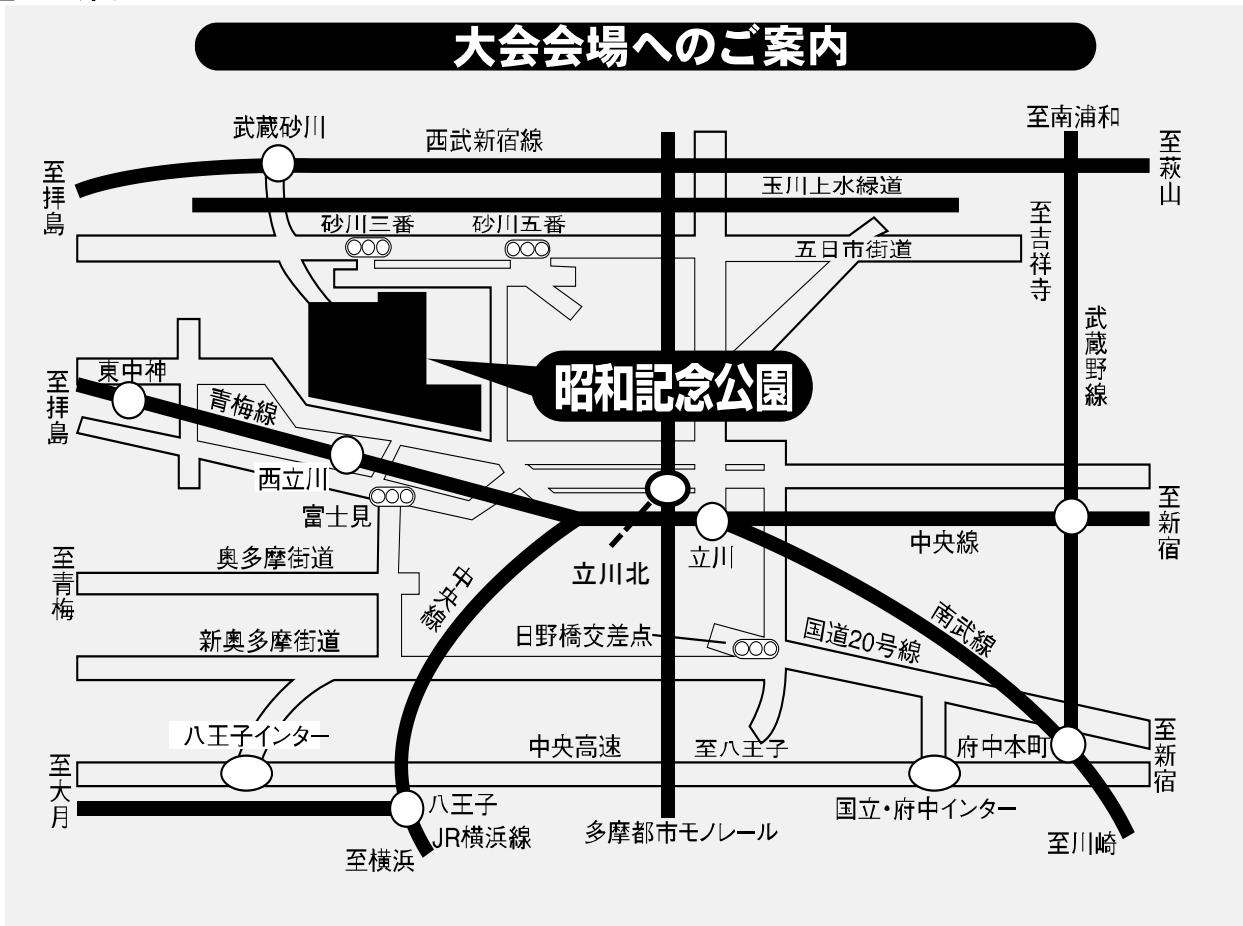 大会会場へのご案内
至南浦和
武蔵砂川
西武新宿線
至萩山
至拝島
玉川上水緑道
砂川三番
砂川五番
至吉祥寺
五日市街道
武蔵野線
東中神
至拝島
昭和記念公園
青梅線
西立川
富士見
至新宿
中央線
立川
立川北
奥多摩街道
至青梅
中央線
南武線
新奥多摩街道
日野橋交差点
国道20号線
八王子インター
中央高速
至八王子
府中本町
至新宿
至大月
八王子
国立・府中インター
JR横浜線
多摩都市モノレール
至横浜
至川崎